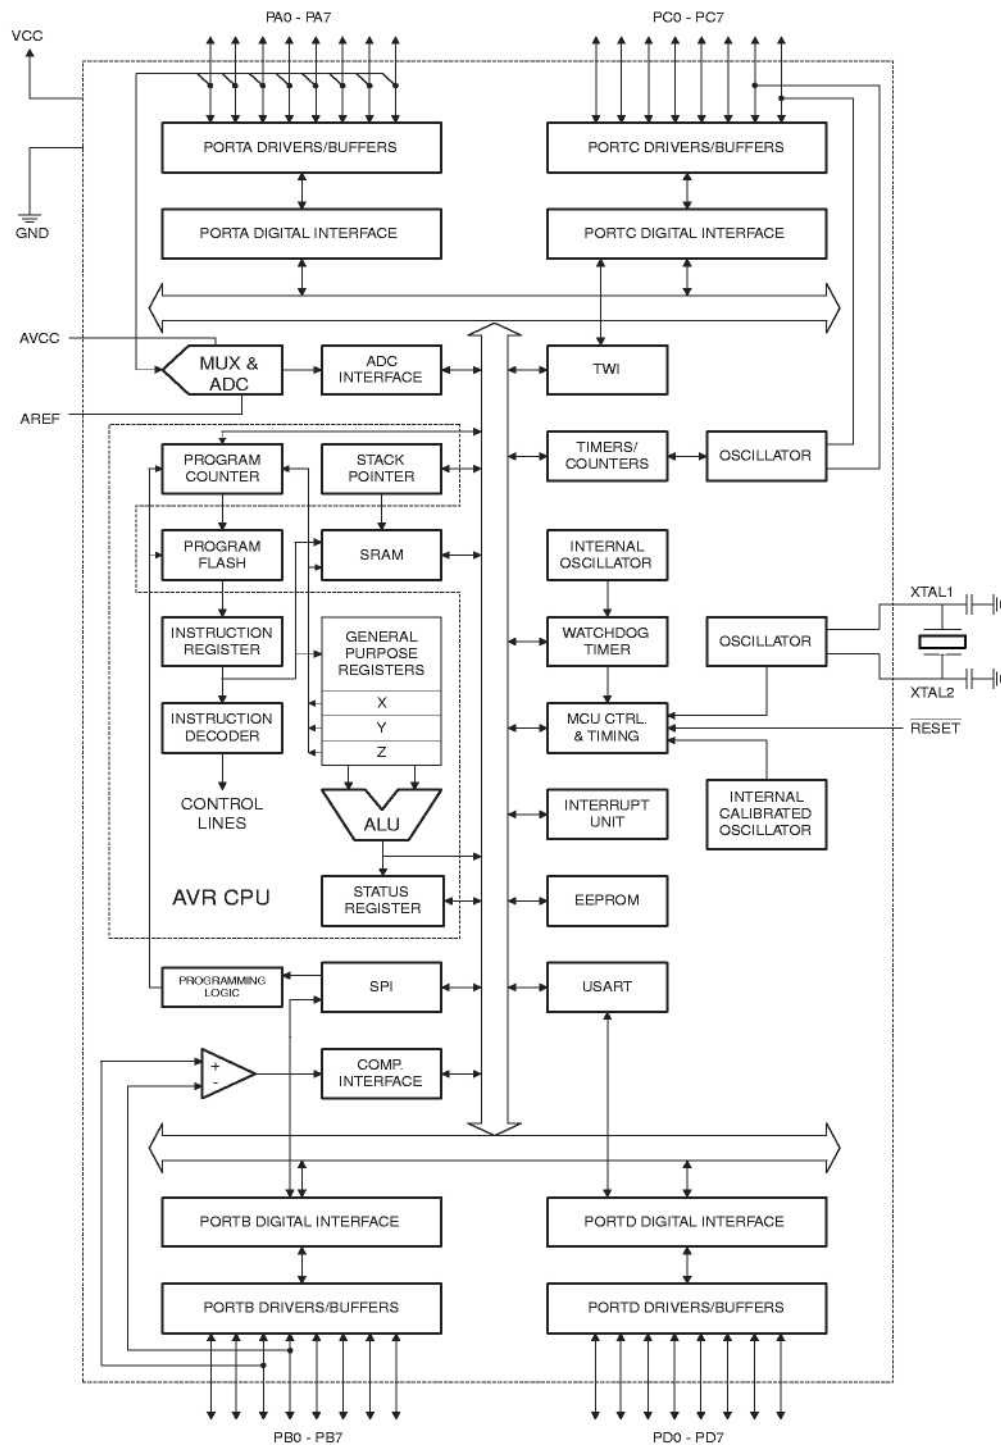 PA0 - PA7
PC0 - PC7
VCC
PORTA DRIVERS/BUFFERS
PORTC DRIVERS/BUFFERS
GND
PORTA DIGITAL INTERFACE
PORTC DIGITAL INTERFACE
AVCC
MUX &
ADC
ADC
INTERFACE
TWI
AREF
PROGRAM
COUNTER
STACK
POINTER
TIMERS/
COUNTERS
OSCILLATOR
PROGRAM
FLASH
SRAM
INTERNAL
OSCILLATOR
XTAL1
INSTRUCTION
REGISTER
GENERAL
PURPOSE
REGISTERS
WATCHDOG
TIMER
OSCILLATOR
XTAL2
X
INSTRUCTION
DECODER
Y
MCU CTRL.
& TIMING
RESET
Z
CONTROL
LINES
ALU
INTERRUPT
UNIT
INTERNAL
CALIBRATED
OSCILLATOR
AVR CPU
STATUS
REGISTER
EEPROM
PROGRAMMING
LOGIC
SPI
USART
+
-
COMP.
INTERFACE
PORTB DIGITAL INTERFACE
PORTD DIGITAL INTERFACE
PORTB DRIVERS/BUFFERS
PORTD DRIVERS/BUFFERS
PB0 - PB7
PD0 - PD7